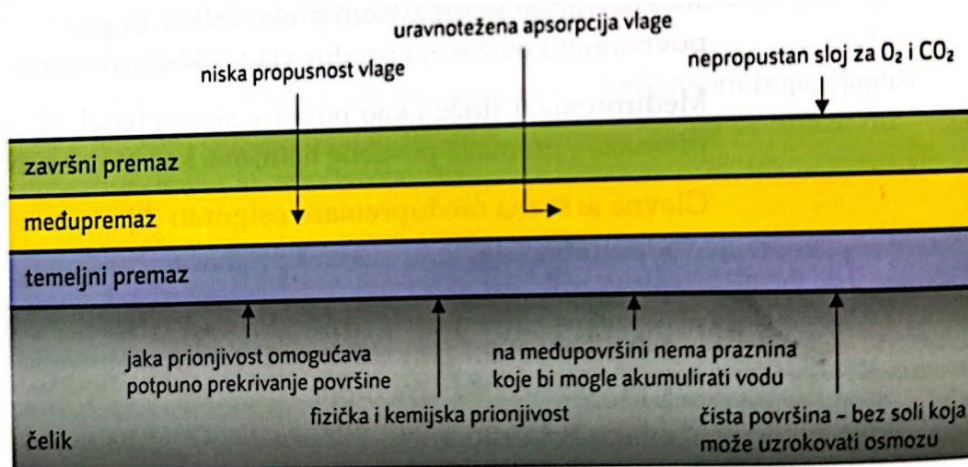 uravnotežena apsorpcija vlage
niska propusnost vlage
nepropustan sloj za O₂ i CO₂
završni premaz
međupremaz
temeljni premaz
jaka prionjivost omogućava
potpuno prekrivanje površine
fizička i kemijska prionjivost
na međupovršini nema praznina
koje bi mogle akumulirati vodu
čista površina – bez soli koja
može uzrokovati osmozu
čelik